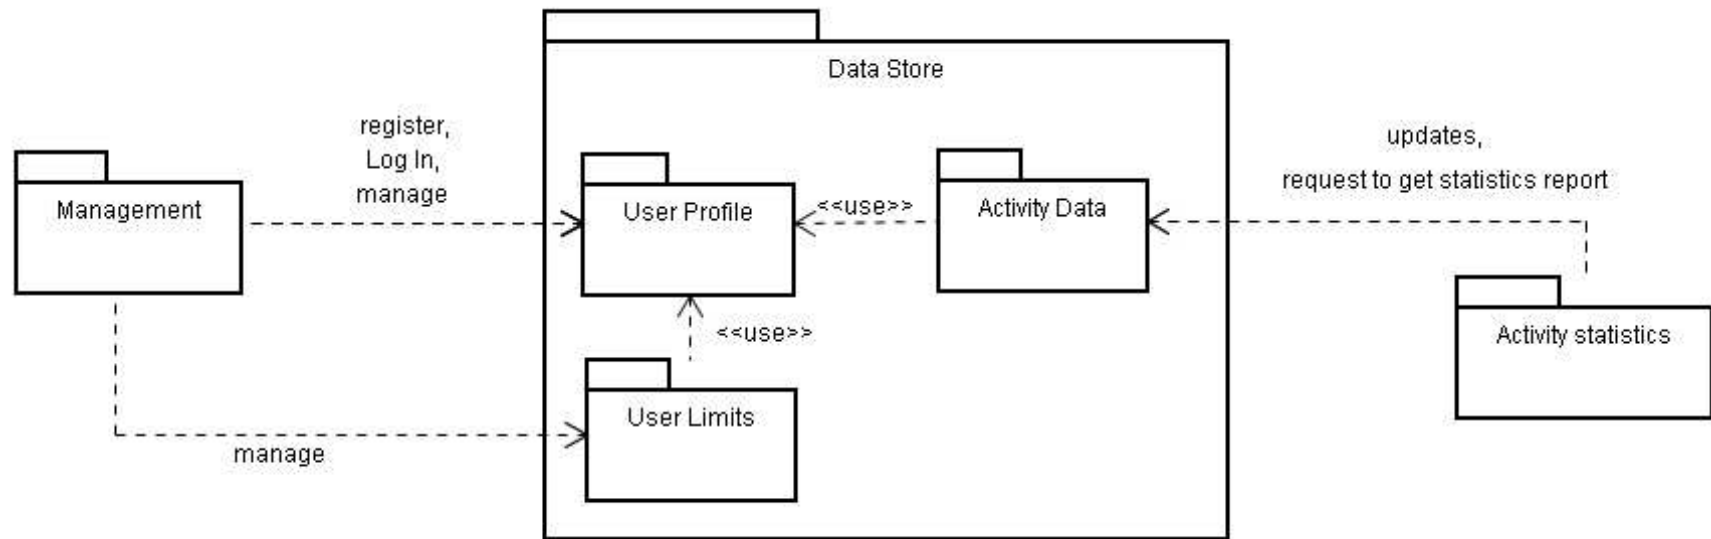 Data Store
register,
Log In,
manage
updates,
request to get statistics report
Management
User Profile
<<use>>
Activity Data
<<use>>
Activity statistics
User Limits
manage